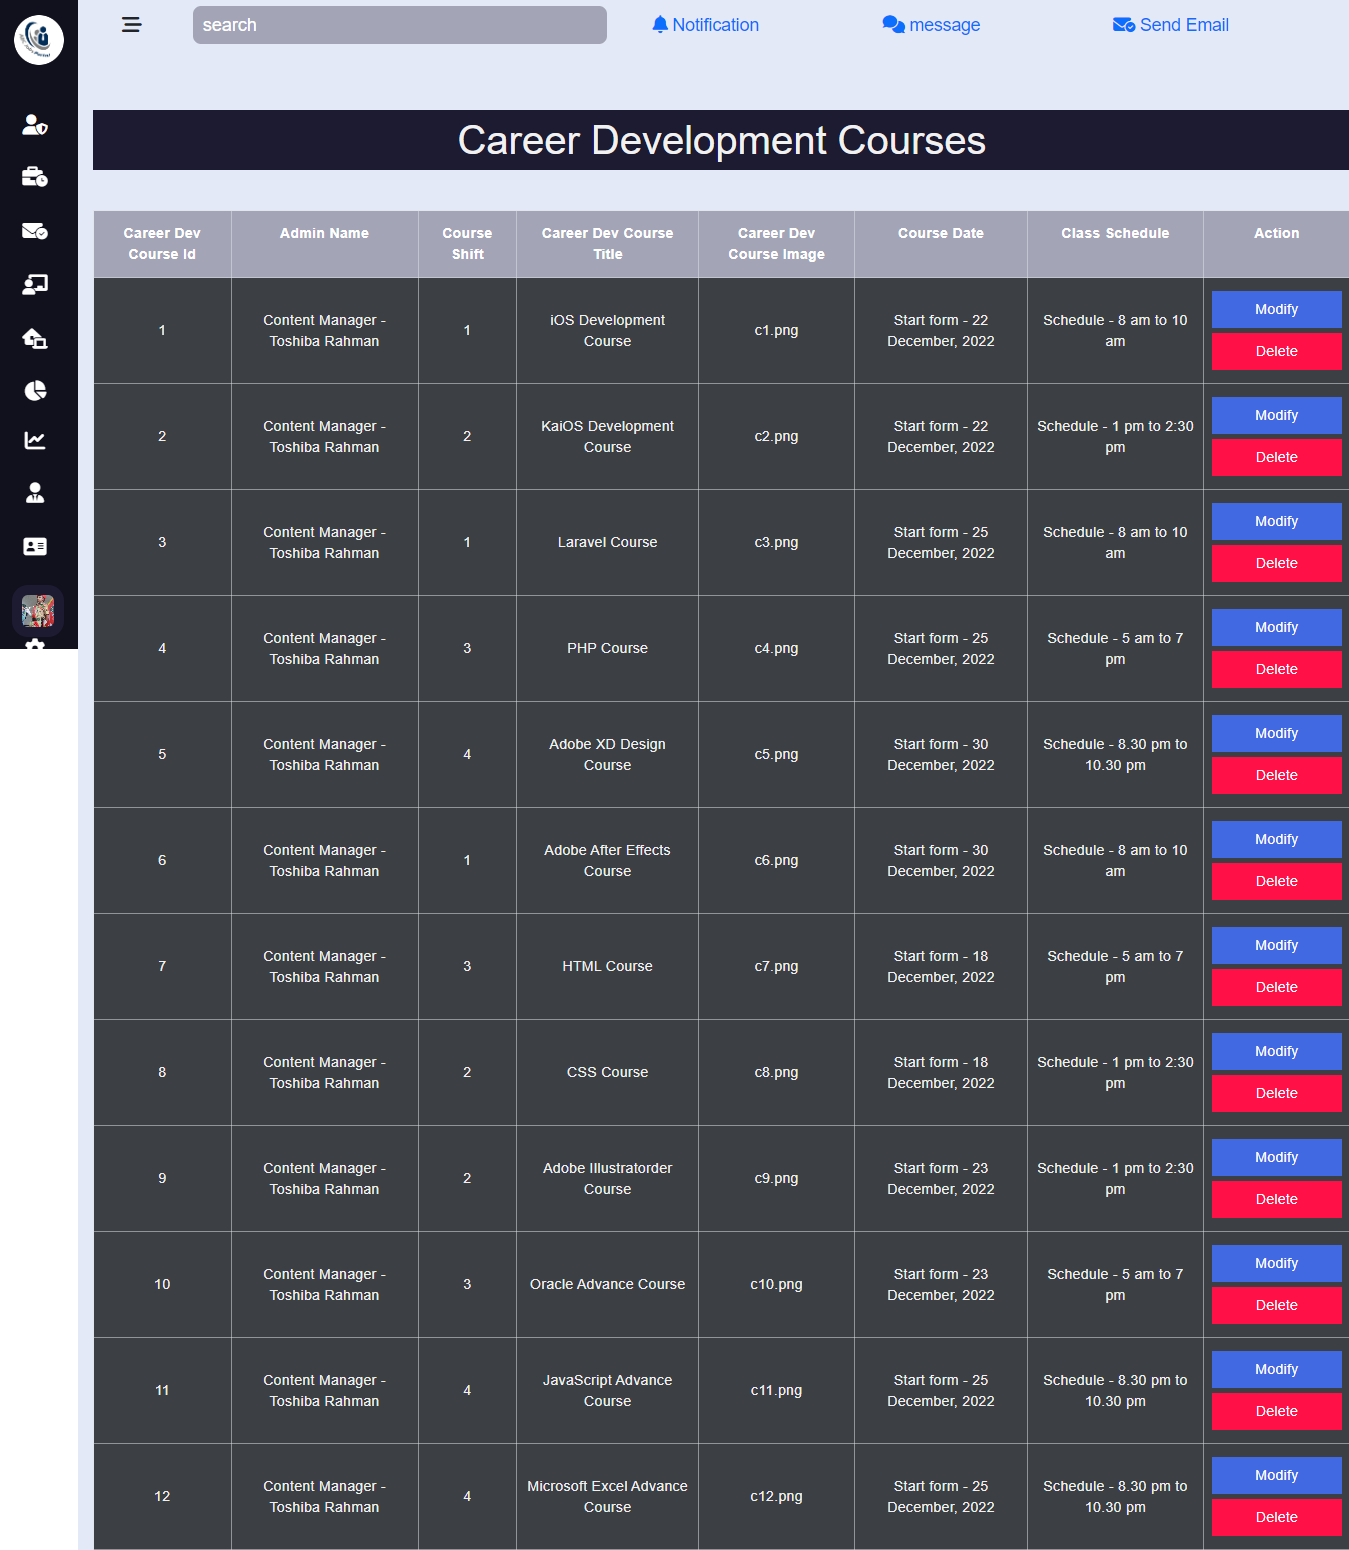 search
Notification
message
Send Email
Career Development Courses
Career Dev Course Id
Admin Name
Course Shift
Career Dev Course Title
Career Dev Course Image
Course Date
Class Schedule
Action
1
Content Manager - Toshiba Rahman
1
iOS Development Course
c1.png
Start form - 22 December, 2022
Schedule - 8 am to 10 am
Modify
Delete
2
Content Manager - Toshiba Rahman
2
KaiOS Development Course
c2.png
Start form - 22 December, 2022
Schedule - 1 pm to 2:30 pm
Modify
Delete
3
Content Manager - Toshiba Rahman
1
Laravel Course
c3.png
Start form - 25 December, 2022
Schedule - 8 am to 10 am
Modify
Delete
4
Content Manager - Toshiba Rahman
3
PHP Course
c4.png
Start form - 25 December, 2022
Schedule - 5 am to 7 pm
Modify
Delete
5
Content Manager - Toshiba Rahman
4
Adobe XD Design Course
c5.png
Start form - 30 December, 2022
Schedule - 8.30 pm to 10.30 pm
Modify
Delete
6
Content Manager - Toshiba Rahman
1
Adobe After Effects Course
c6.png
Start form - 30 December, 2022
Schedule - 8 am to 10 am
Modify
Delete
7
Content Manager - Toshiba Rahman
3
HTML Course
c7.png
Start form - 18 December, 2022
Schedule - 5 am to 7 pm
Modify
Delete
8
Content Manager - Toshiba Rahman
2
CSS Course
c8.png
Start form - 18 December, 2022
Schedule - 1 pm to 2:30 pm
Modify
Delete
9
Content Manager - Toshiba Rahman
2
Adobe Illustratorder Course
c9.png
Start form - 23 December, 2022
Schedule - 1 pm to 2:30 pm
Modify
Delete
10
Content Manager - Toshiba Rahman
3
Oracle Advance Course
c10.png
Start form - 23 December, 2022
Schedule - 5 am to 7 pm
Modify
Delete
11
Content Manager - Toshiba Rahman
4
JavaScript Advance Course
c11.png
Start form - 25 December, 2022
Schedule - 8.30 pm to 10.30 pm
Modify
Delete
12
Content Manager - Toshiba Rahman
4
Microsoft Excel Advance Course
c12.png
Start form - 25 December, 2022
Schedule - 8.30 pm to 10.30 pm
Modify
Delete